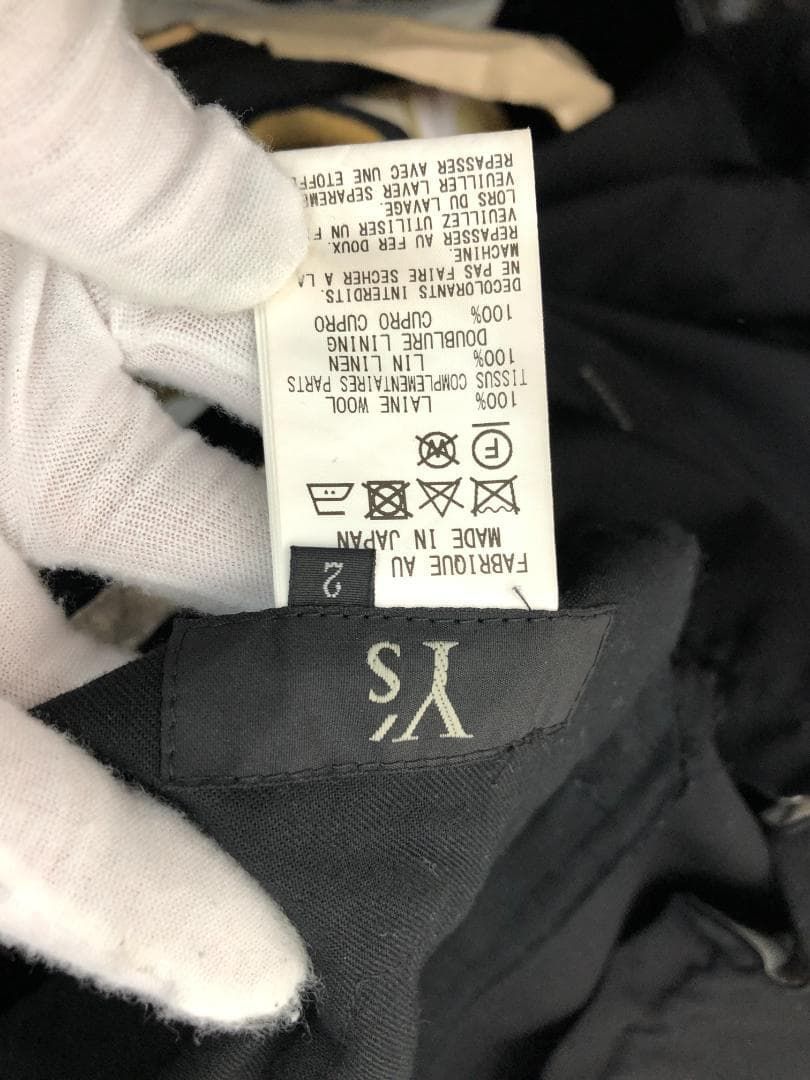 Y's
2
FABRIQUE AU
MADE IN JAPAN
F W
100% LAINE WOOL
TISSUS COMPLEMENTAIRES PARTS
100% LIN LINEN
DOUBLURE LINING
100% CUPRO CUPRO
DECOLORANTS INTERDITS.
NE PAS FAIRE SECHER A LA
MACHINE.
REPASSER AU FER DOUX.
VEUILLEZ UTILISER UN
LORS DU LAVAGE.
VEUILLER LAVER
REPASSER AVEC UNE